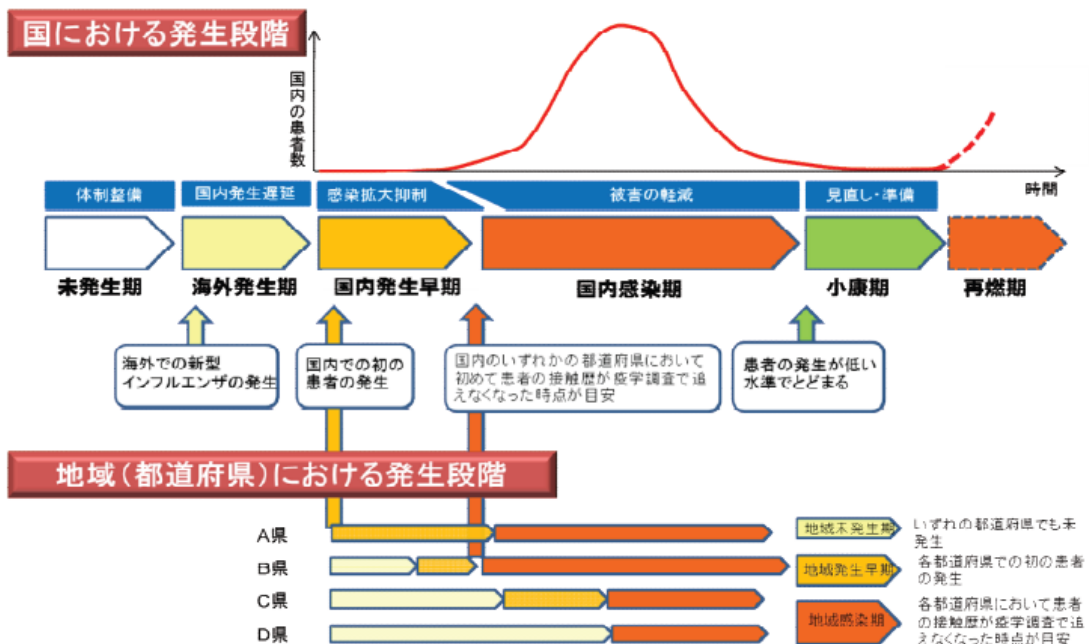 国における発生段階
国内の患者数
時間
体制整備
国内発生遅延
感染拡大抑制
被害の軽減
見直し・準備
未発生期
海外発生期
国内発生早期
国内感染期
小康期
再燃期
海外での新型
インフルエンザの発生
国内での初の
患者の発生
国内のいずれかの都道府県において
初めて患者の接触歴が疫学調査で追
えなくなった時点が目安
患者の発生が低い
水準でとどまる
地域(都道府県)における発生段階
A県
B県
C県
D県
地域未発生期
いずれの都道府県でも未
発生
地域発生早期
各都道府県での初の患者
の発生
地域感染期
各都道府県において患者
の接触歴が疫学調査で追
えなくなった時点が目安